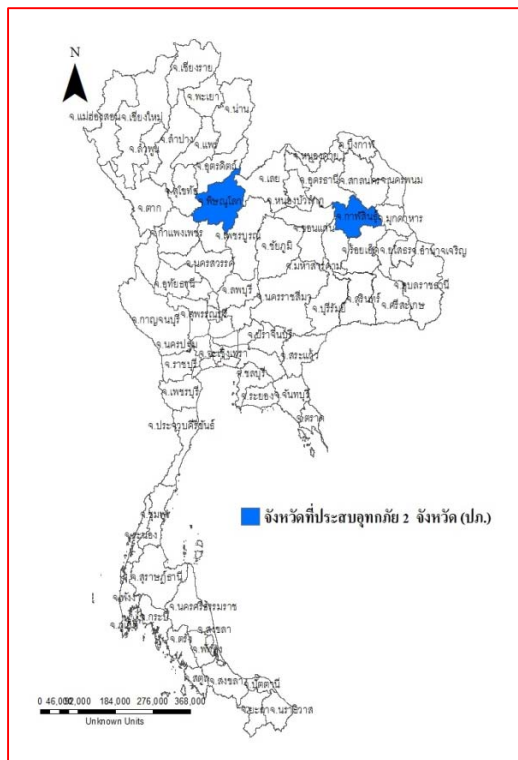 N
จ.เชียงราย
จ.พะเยา
จ.น่าน
จ.แม่ฮ่องสอน
จ.เชียงใหม่
จ.ลำปาง
จ.แพร่
จ.ลำพูน
จ.อุตรดิตถ์
จ.บึงกาฬ
จ.เลย
จ.อุดรธานี
จ.สกลนคร
จ.นครพนม
จ.สุโขทัย
จ.พิษณุโลก
จ.หนองบัวลำภู
จ.ตาก
จ.กาฬสินธุ์
จ.มุกดาหาร
จ.กำแพงเพชร
จ.เพชรบูรณ์
จ.ขอนแก่น
จ.ชัยภูมิ
จ.ร้อยเอ็ด
จ.ยโสธร
จ.อำนาจเจริญ
จ.นครสวรรค์
จ.มหาสารคาม
จ.อุทัยธานี
จ.ลพบุรี
จ.นครราชสีมา
จ.บุรีรัมย์
จ.สุรินทร์
จ.ศรีสะเกษ
จ.อุบลราชธานี
จ.กาญจนบุรี
จ.สุพรรณบุรี
จ.ปราจีนบุรี
จ.นครปฐม
จ.ฉะเชิงเทรา
จ.สระแก้ว
จ.ราชบุรี
จ.ชลบุรี
จ.เพชรบุรี
จ.ระยอง
จ.จันทบุรี
จ.ตราด
จ.ประจวบคีรีขันธ์
จังหวัดที่ประสบอุทกภัย 2 จังหวัด (ปภ.)
จ.ชุมพร
จ.ระนอง
จ.สุราษฎ์ธานี
จ.พังงา
จ.นครศรีธรรมราช
จ.กระบี่
จ.ตรัง
จ.สงขลา
จ.สตูล
จ.สงขลา
จ.ปัตตานี
จ.ยะลา
จ.นราธิวาส
0 46,000 92,000 184,000 276,000 368,000
Unknown Units